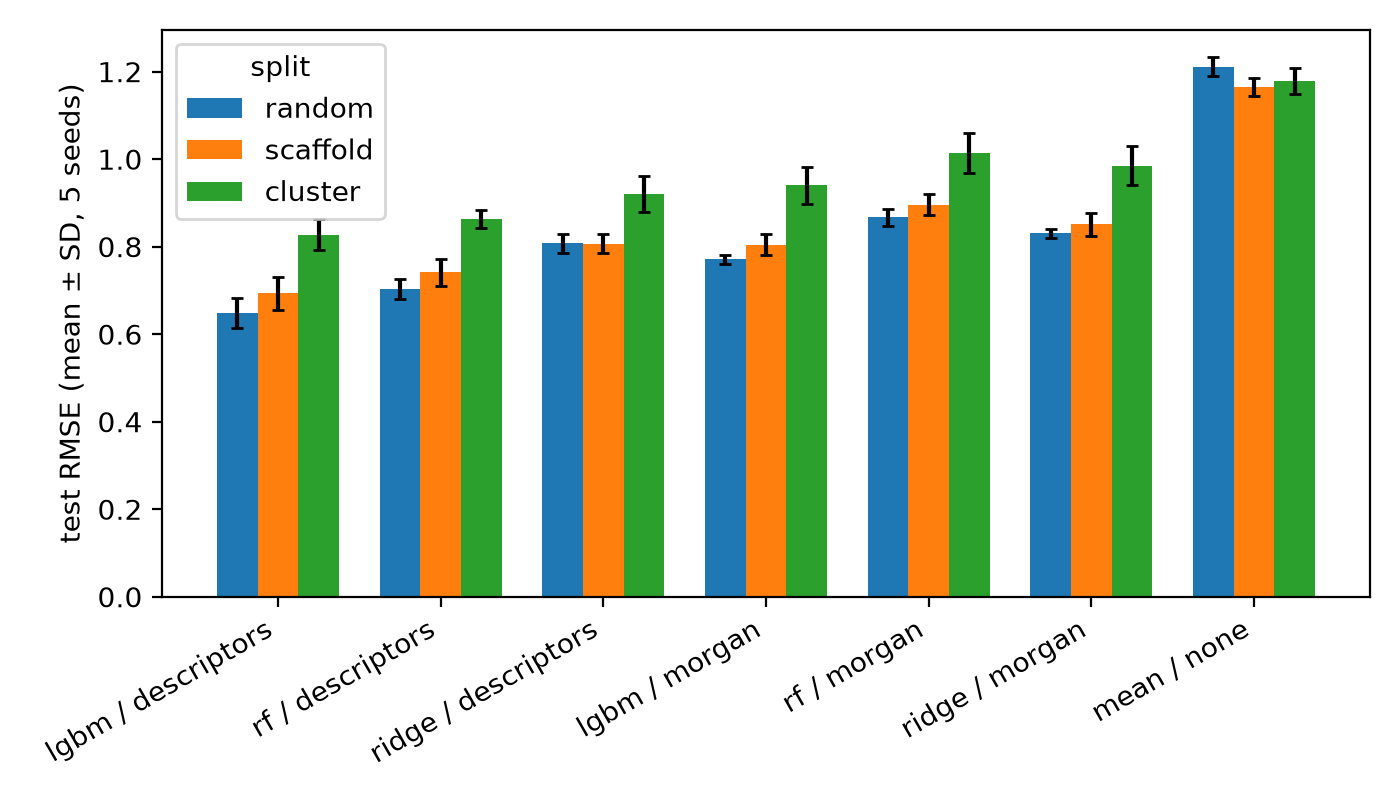 split
random
scaffold
cluster
test RMSE (mean ± SD, 5 seeds)
1.2
1.0
0.8
0.6
0.4
0.2
0.0
lgbm / descriptors
rf / descriptors
ridge / descriptors
lgbm / morgan
rf / morgan
ridge / morgan
mean / none